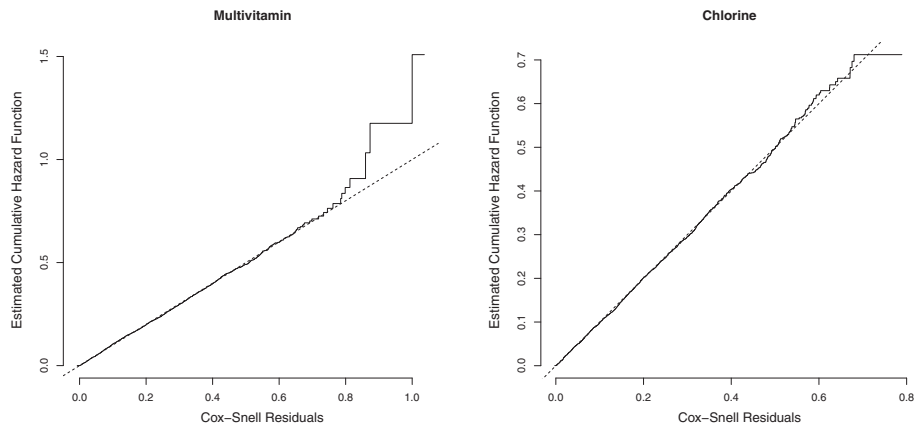 Multivitamin
Estimated Cumulative Hazard Function
1.5
1.0
0.5
0.0
0.0 0.2 0.4 0.6 0.8 1.0
Cox−Snell Residuals
Chlorine
Estimated Cumulative Hazard Function
0.7
0.6
0.5
0.4
0.3
0.2
0.1
0.0
0.0 0.2 0.4 0.6 0.8
Cox−Snell Residuals